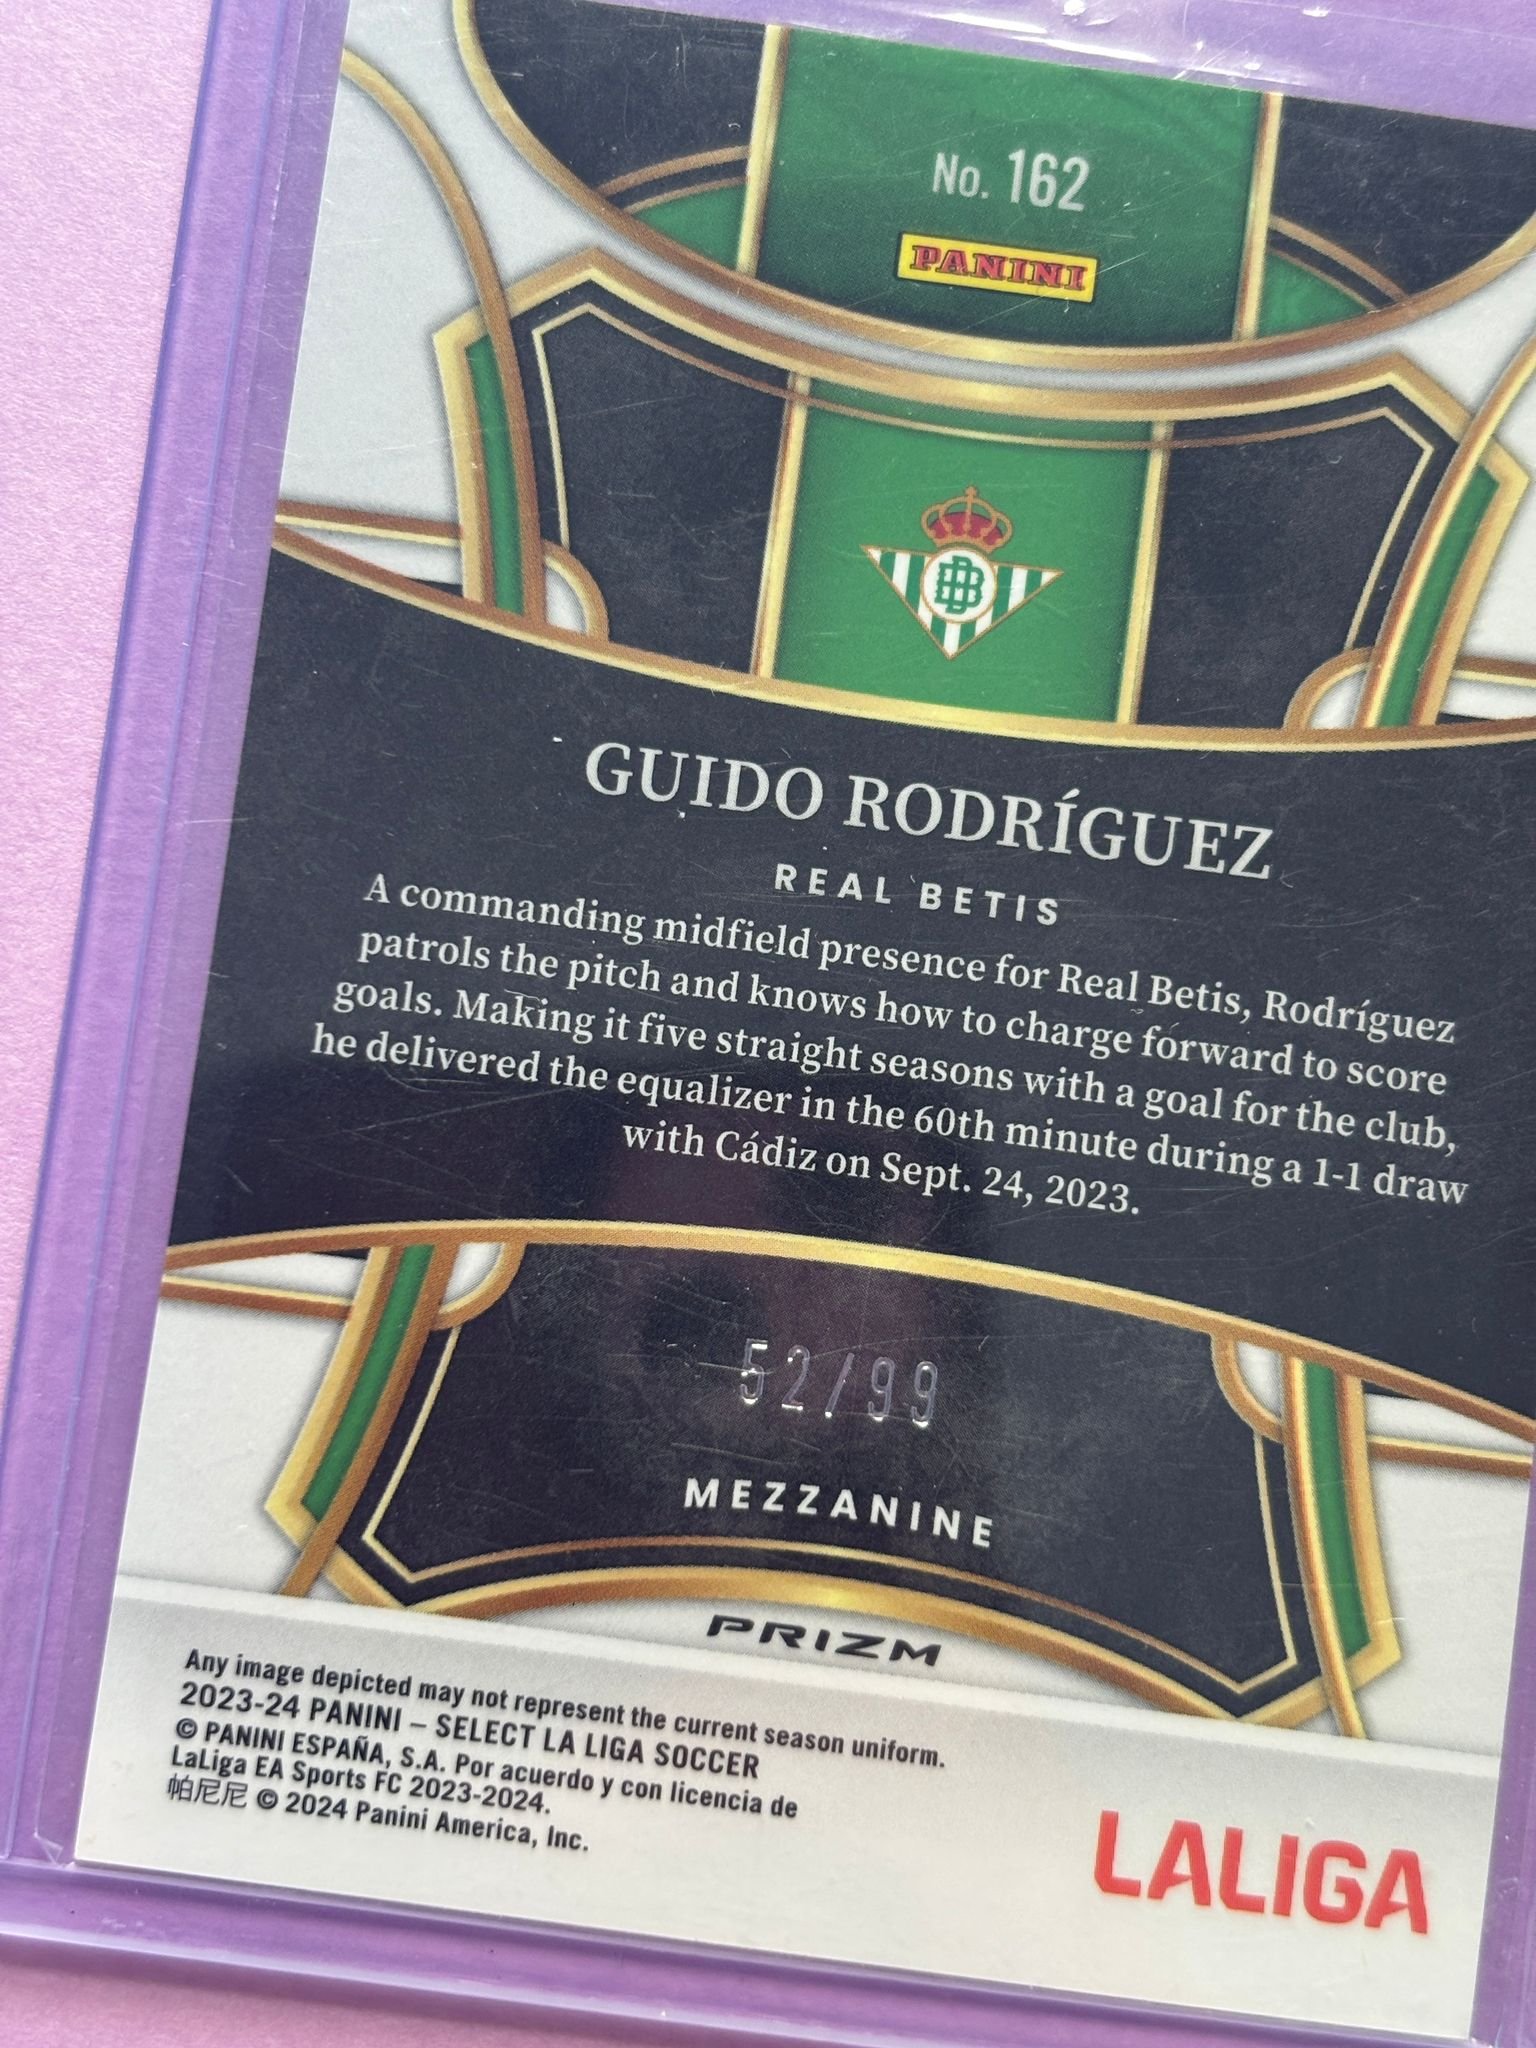 No. 162
PANINI
GUIDO RODRÍGUEZ
REAL BETIS
A commanding midfield presence for Real Betis, Rodríguez
patrols the pitch and knows how to charge forward to score
goals. Making it five straight seasons with a goal for the club,
he delivered the equalizer in the 60th minute during a 1-1 draw
with Cádiz on Sept. 24, 2023.
52/99
MEZZANINE
PRIZM
Any image depicted may not represent the current season uniform.
2023-24 PANINI – SELECT LA LIGA SOCCER
© PANINI ESPAÑA, S.A. Por acuerdo y con licencia de
LaLiga EA Sports FC 2023-2024.
帕尼尼 © 2024 Panini America, Inc.
LALIGA